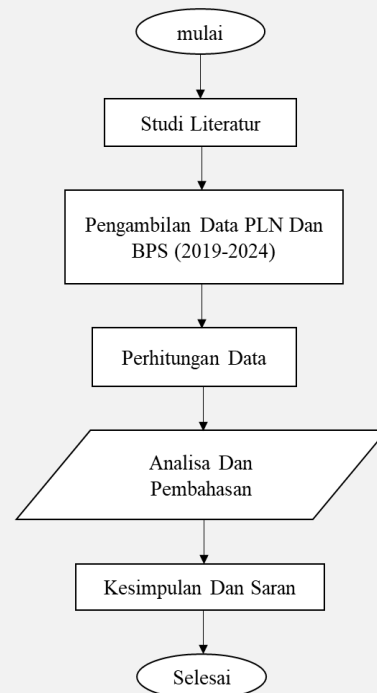 mulai
Studi Literatur
Pengambilan Data PLN Dan
BPS (2019-2024)
Perhitungan Data
Analisa Dan
Pembahasan
Kesimpulan Dan Saran
Selesai